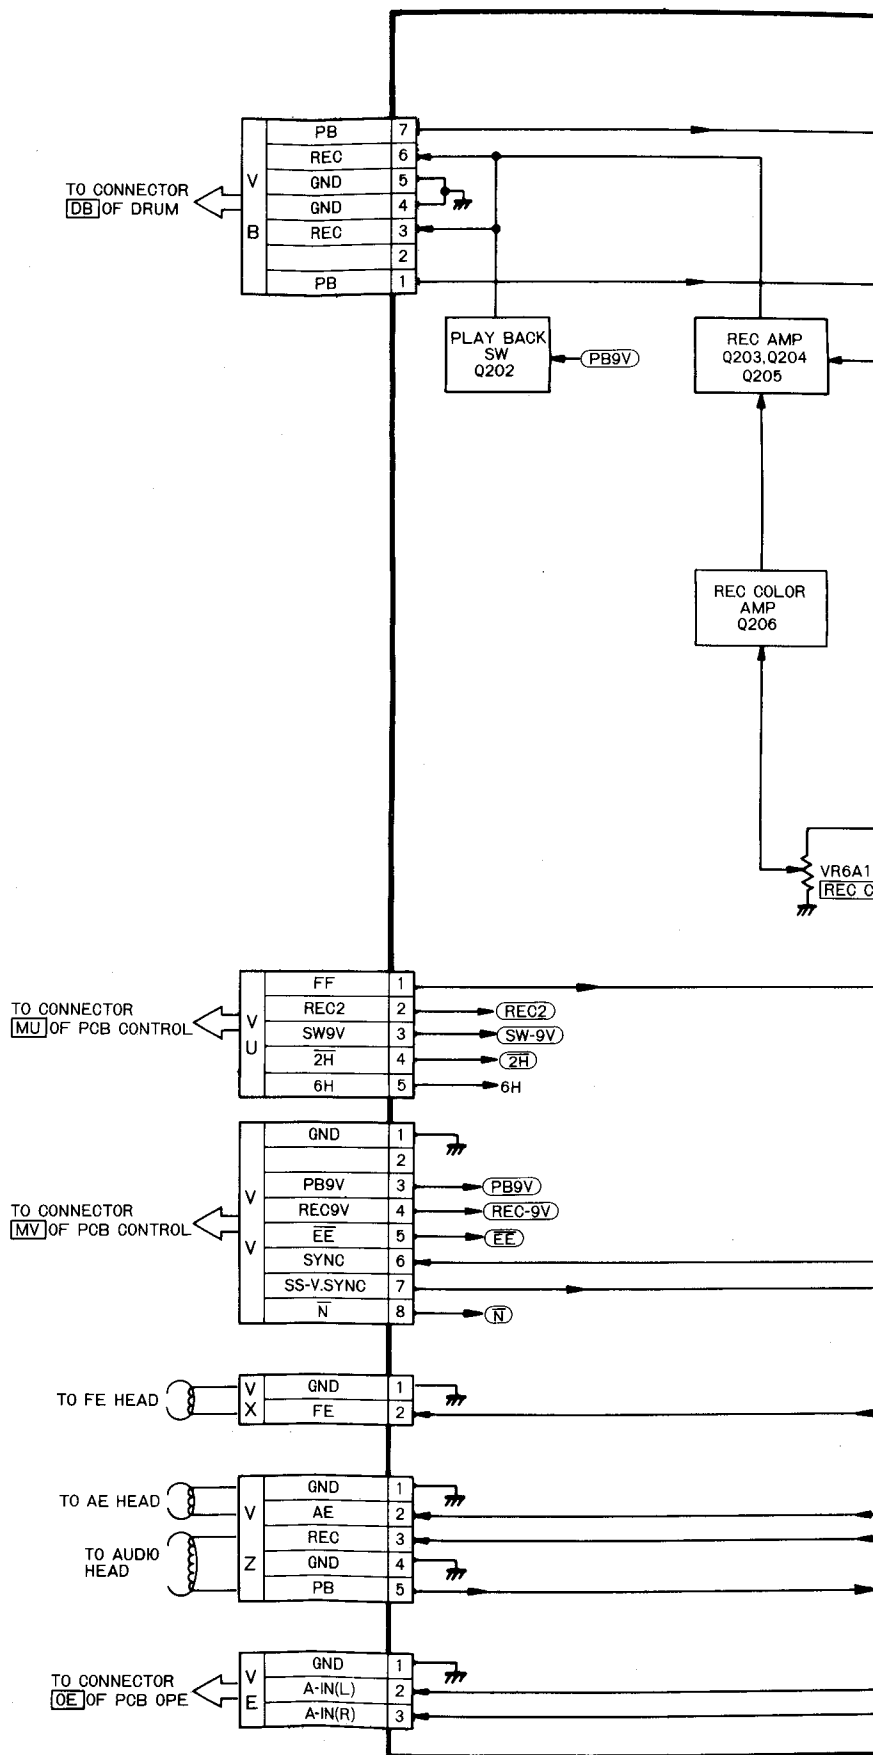 PB 7
REC 6
V
GND 5
TO CONNECTOR
DB OF DRUM
GND 4
B
REC 3
2
PB 1
PLAY BACK
SW
Q202
PB9V
REC AMP
Q203,Q204
Q205
REC COLOR
AMP
Q206
VR6A1
REC C
V
U
FF 1
REC2 2 REC2
TO CONNECTOR
MU OF PCB CONTROL
SW9V 3 SW-9V
2H 4 2H
6H 5 6H
V
V
GND 1
2
PB9V 3 PB9V
TO CONNECTOR
MV OF PCB CONTROL
REC9V 4 REC-9V
EE 5 EE
SYNC 6
SS-V.SYNC 7
N 8 N
TO FE HEAD
V
X
GND 1
FE 2
TO AE HEAD
V
Z
GND 1
AE 2
REC 3
TO AUDIO
HEAD
GND 4
PB 5
TO CONNECTOR
OE OF PCB OPE
V
E
GND 1
A-IN(L) 2
A-IN(R) 3